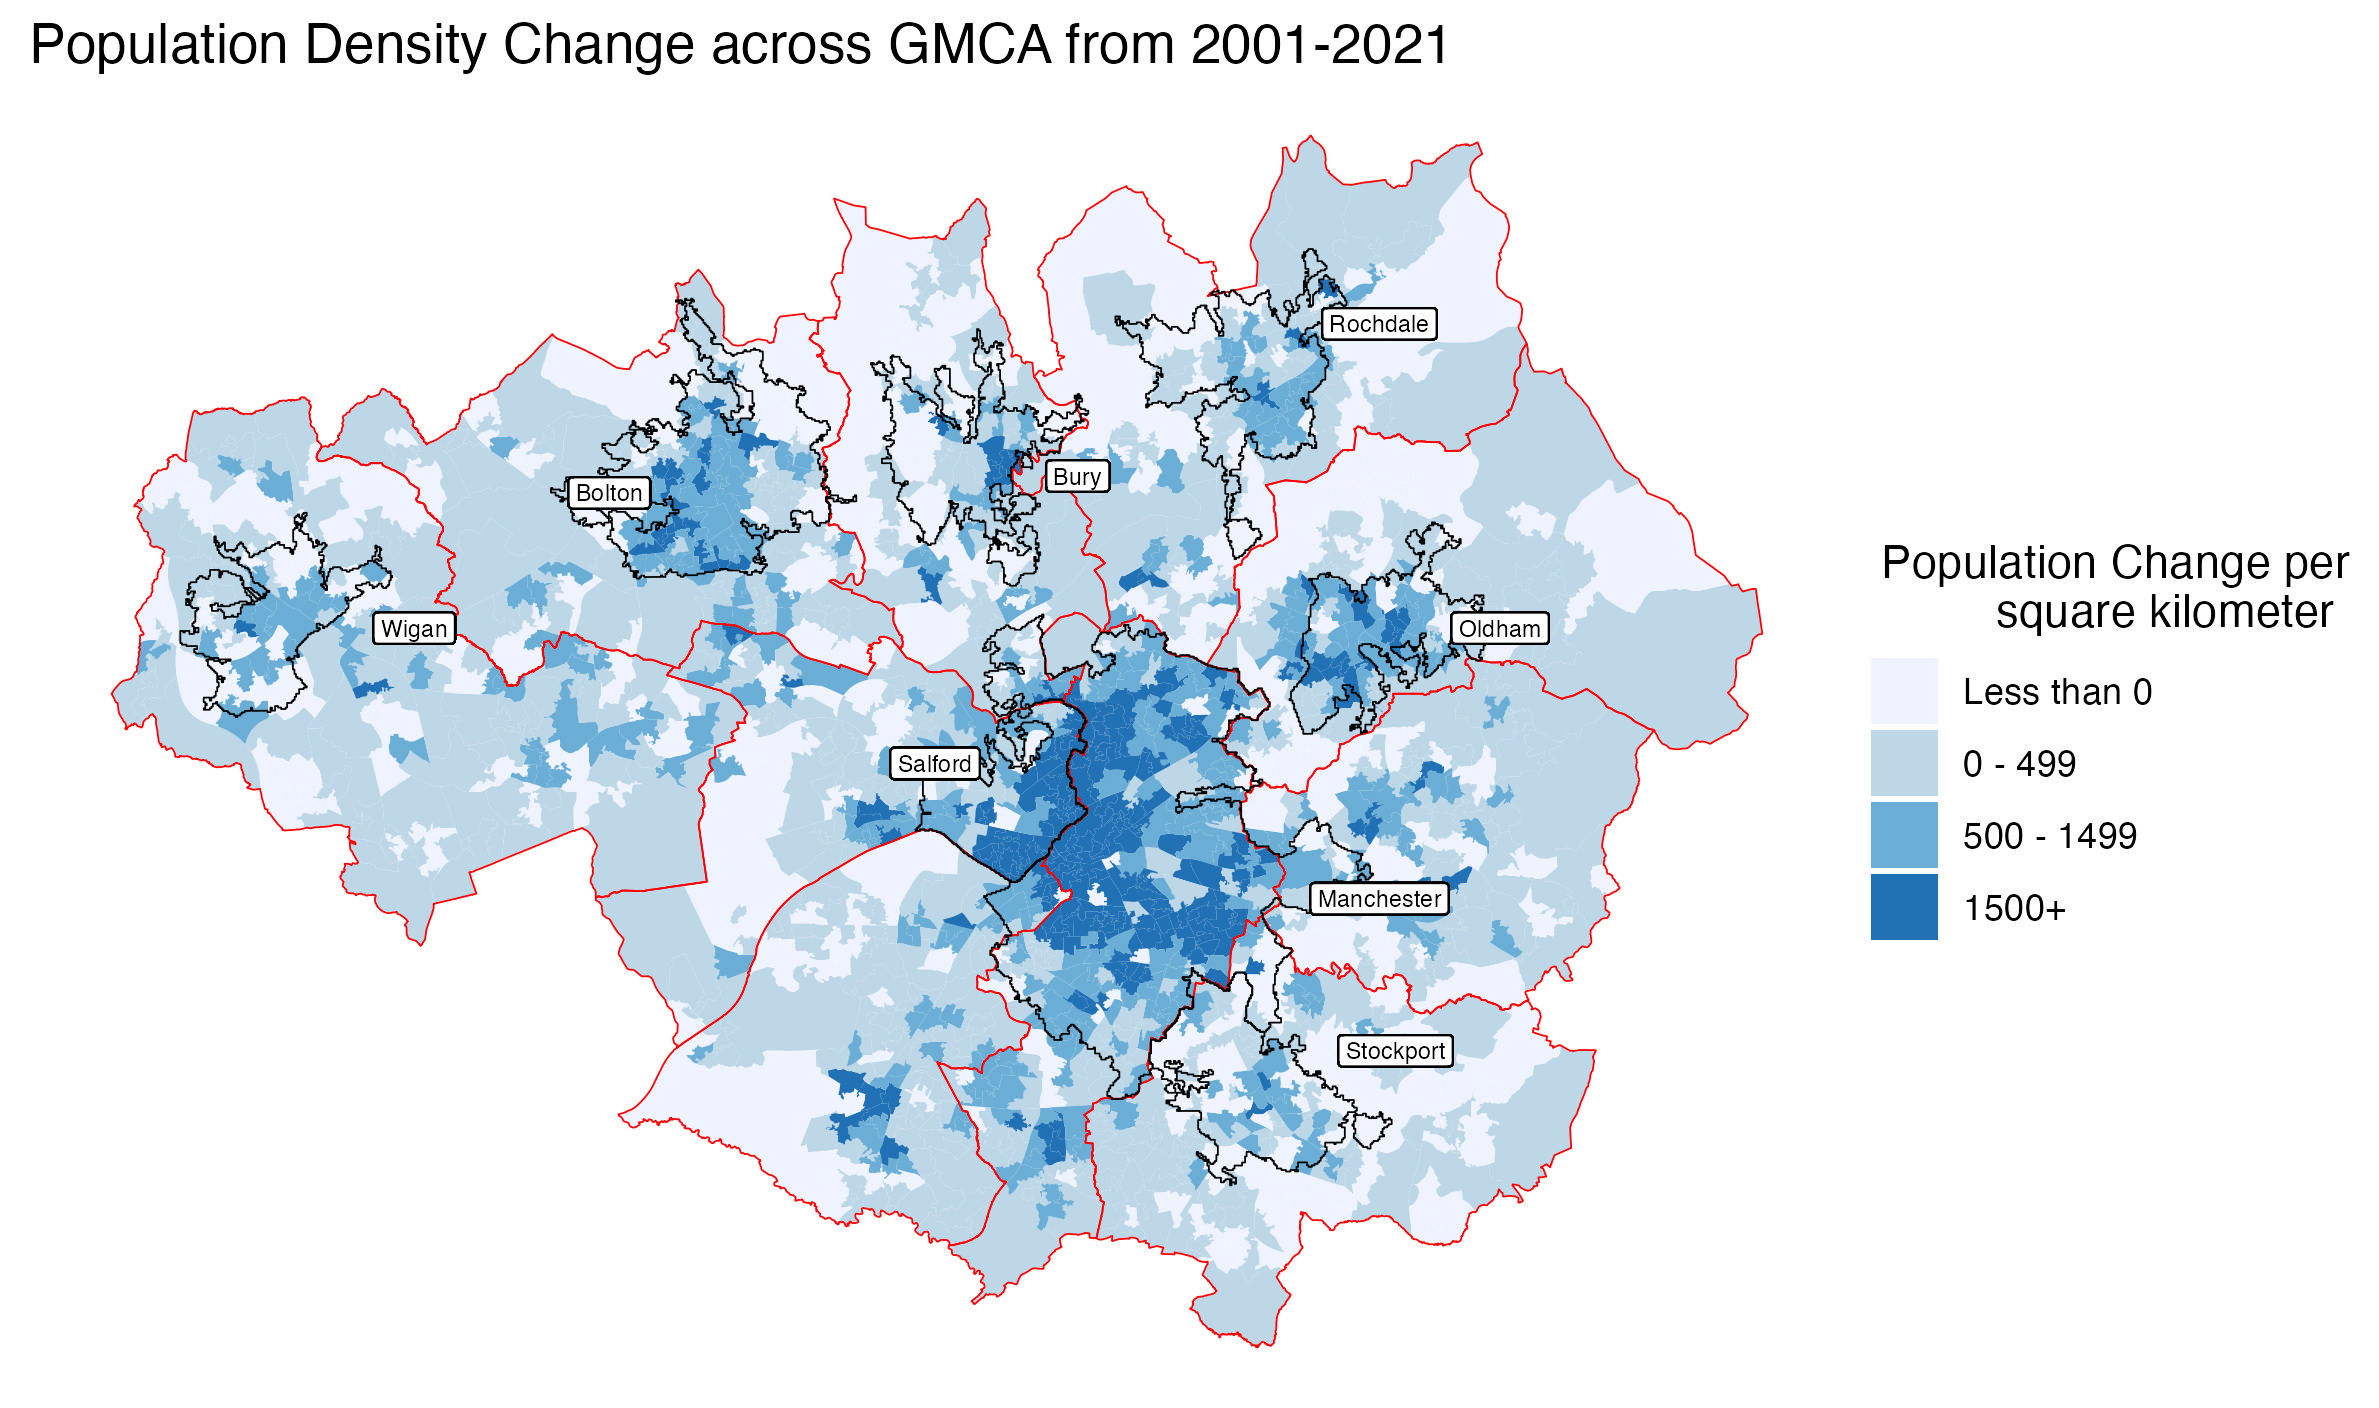 Population Density Change across GMCA from 2001-2021
Rochdale
Bury
Bolton
Wigan
Oldham
Salford
Manchester
Stockport
Population Change per
square kilometer
Less than 0
0 - 499
500 - 1499
1500+